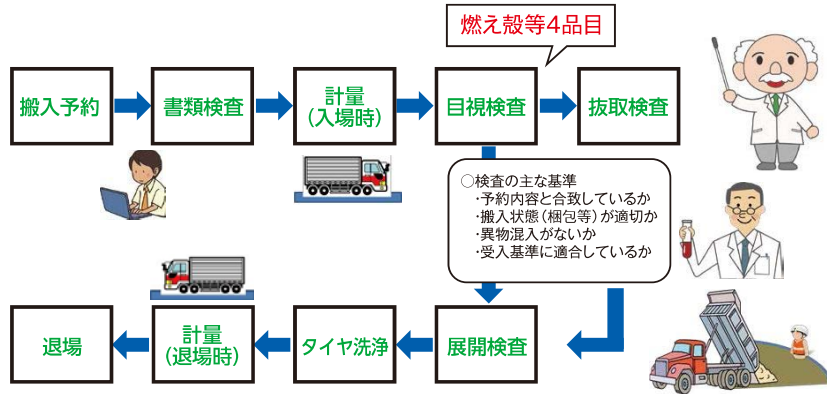 燃え殻等4品目
搬入予約
書類検査
計量
(入場時)
目視検査
抜取検査
○検査の主な基準
・予約内容と合致しているか
・搬入状態(梱包等)が適切か
・異物混入がないか
・受入基準に適合しているか
退場
計量
(退場時)
タイヤ洗浄
展開検査